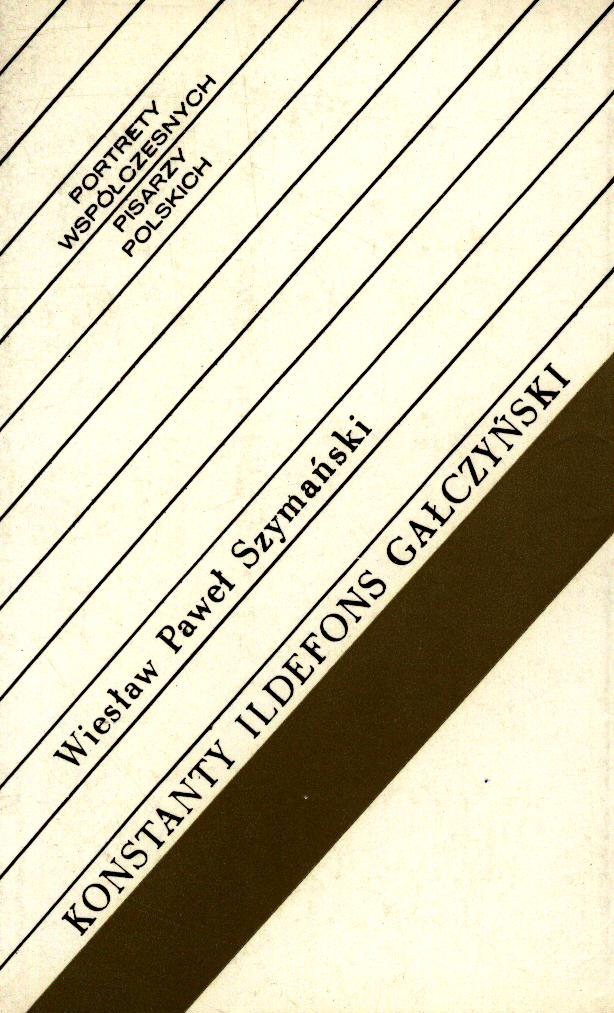 PORTRETY
WSPÓŁCZESNYCH
PISARZY
POLSKICH
Wiesław Paweł Szymański
KONSTANTY ILDEFONS GAŁCZYŃSKI